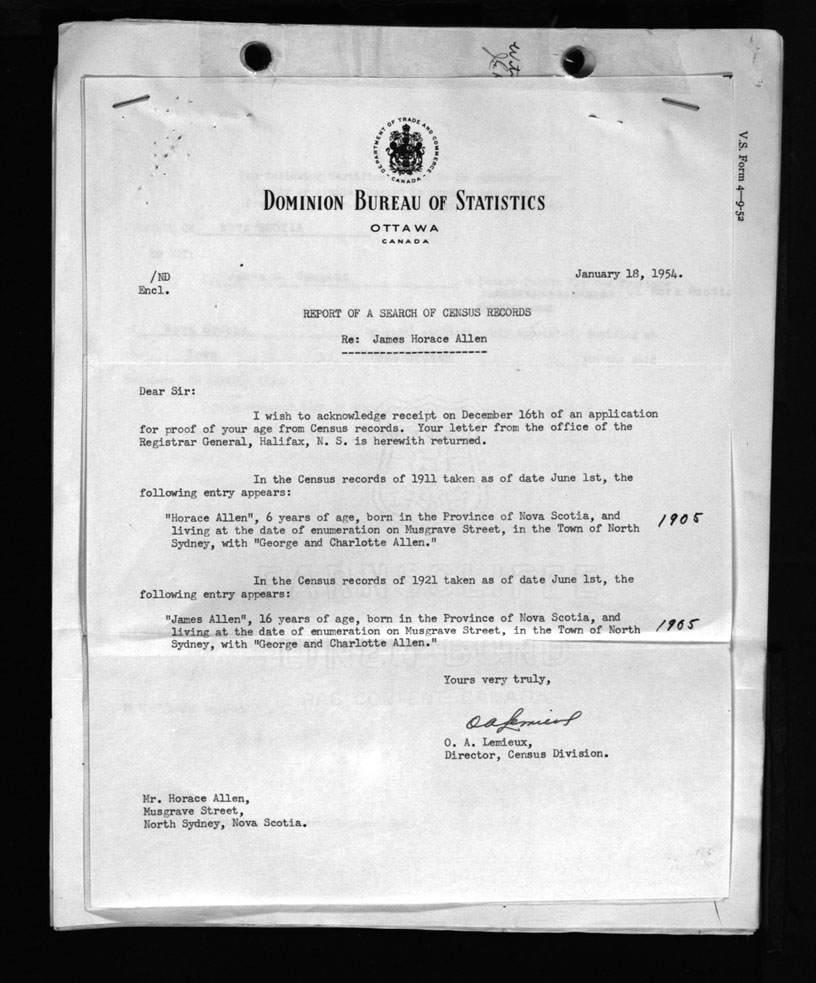 V.S. Form 4—9-52
DEPARTMENT OF TRADE AND COMMERCE
CANADA
DOMINION BUREAU OF STATISTICS
OTTAWA
CANADA
/ND
January 18, 1954.
Encl.
REPORT OF A SEARCH OF CENSUS RECORDS
Re: James Horace Allen
Dear Sir:
I wish to acknowledge receipt on December 16th of an application
for proof of your age from Census records. Your letter from the office of the
Registrar General, Halifax, N. S. is herewith returned.
In the Census records of 1911 taken as of date June 1st, the
following entry appears:
"Horace Allen", 6 years of age, born in the Province of Nova Scotia, and
living at the date of enumeration on Musgrave Street, in the Town of North
Sydney, with "George and Charlotte Allen."
1905
In the Census records of 1921 taken as of date June 1st, the
following entry appears:
"James Allen", 16 years of age, born in the Province of Nova Scotia, and
living at the date of enumeration on Musgrave Street, in the Town of North
Sydney, with "George and Charlotte Allen."
1905
Yours very truly,
O A Lemieux
O. A. Lemieux,
Director, Census Division.
Mr. Horace Allen,
Musgrave Street,
North Sydney, Nova Scotia.